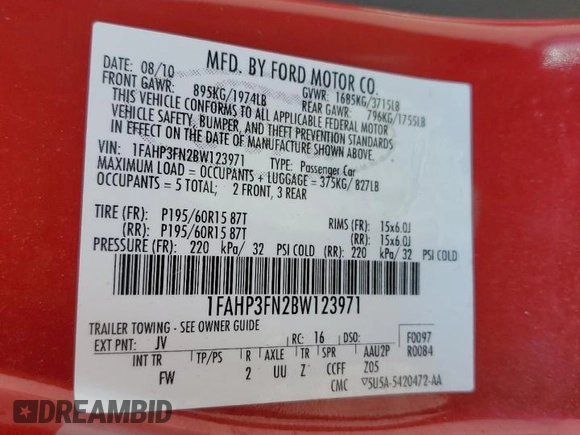 MFD. BY FORD MOTOR CO.
DATE: 08/10 GVWR: 1685KG/3715LB
FRONT GAWR: 895KG/1974LB REAR GAWR: 796KG/1755LB
THIS VEHICLE CONFORMS TO ALL APPLICABLE FEDERAL MOTOR
VEHICLE SAFETY, BUMPER, AND THEFT PREVENTION STANDARDS
IN EFFECT ON THE DATE OF MANUFACTURE SHOWN ABOVE.
VIN: 1FAHP3FN2BW123971 TYPE: Passenger Car
MAXIMUM LOAD = OCCUPANTS + LUGGAGE = 375KG/ 827LB
OCCUPANTS = 5 TOTAL; 2 FRONT, 3 REAR
TIRE (FR): P195/60R15 87T RIMS (FR): 15x6.0J
(RR): P195/60R15 87T (RR): 15x6.0J
PRESSURE (FR): 220 kPa/ 32 PSI COLD (RR): 220 kPa/ 32 PSI COLD
1FAHP3FN2BW123971
TRAILER TOWING - SEE OWNER GUIDE
EXT PNT: JV RC: 16 DSO: F0097
R0084
INT TR TP/PS R AXLE TR SPR AAU2P
FW 2 UU Z CCFF Z05
CMC ▽5U5A-5420472-AA
DREAMBID